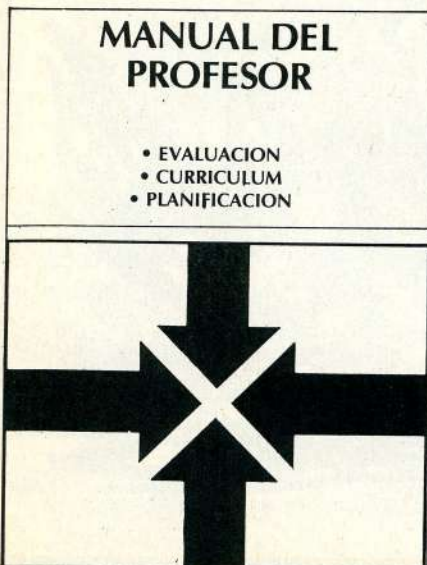 MANUAL DEL
PROFESOR
• EVALUACION
• CURRICULUM
• PLANIFICACION